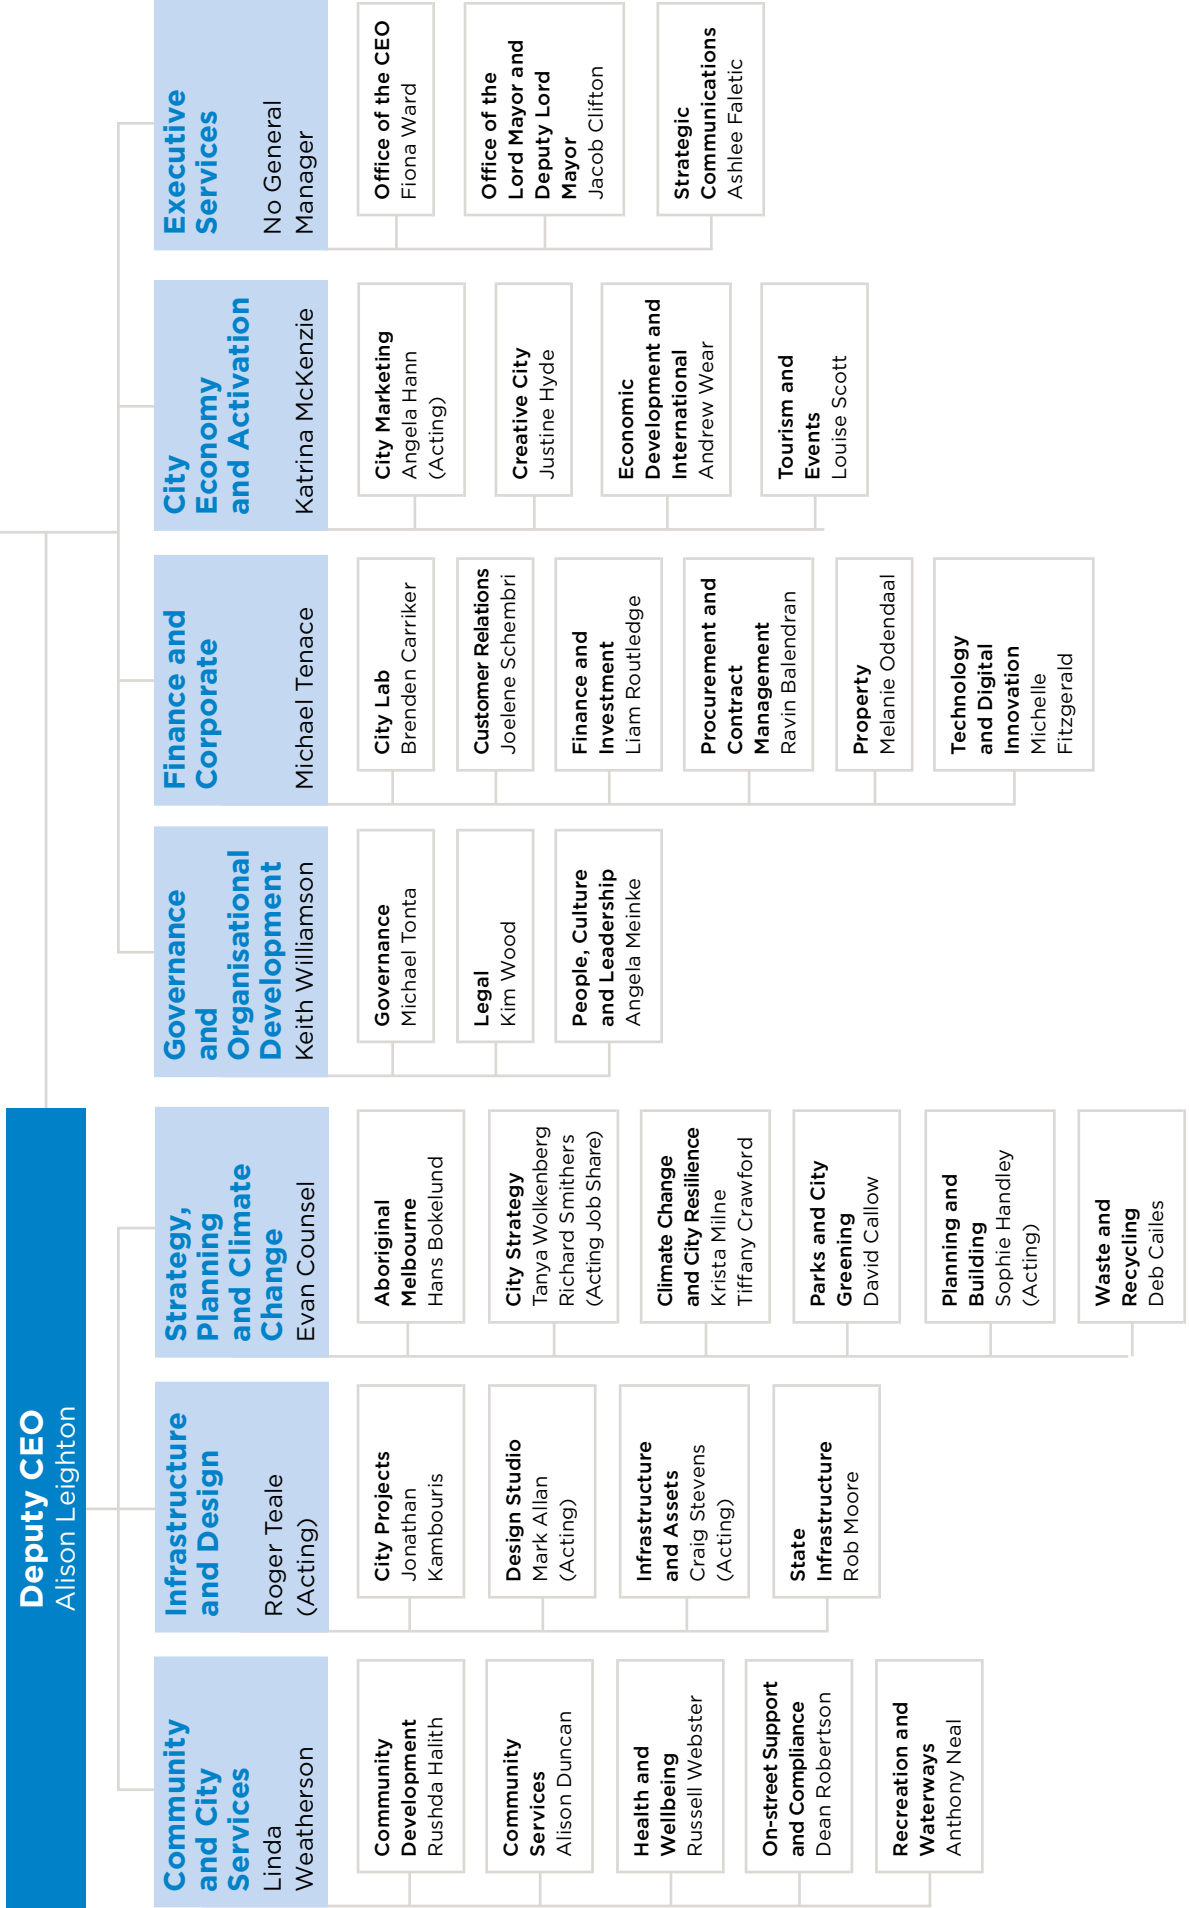 Deputy CEO
Alison Leighton
Community
and City
Services
Linda
Weatherson
Community
Development
Rushda Halith
Community
Services
Alison Duncan
Health and
Wellbeing
Russell Webster
On-street Support
and Compliance
Dean Robertson
Recreation and
Waterways
Anthony Neal
Infrastructure
and Design
Roger Teale
(Acting)
City Projects
Jonathan
Kambouris
Design Studio
Mark Allan
(Acting)
Infrastructure
and Assets
Craig Stevens
(Acting)
State
Infrastructure
Rob Moore
Strategy,
Planning
and Climate
Change
Evan Counsel
Aboriginal
Melbourne
Hans Bokelund
City Strategy
Tanya Wolkenberg
Richard Smithers
(Acting Job Share)
Climate Change
and City Resilience
Krista Milne
Tiffany Crawford
Parks and City
Greening
David Callow
Planning and
Building
Sophie Handley
(Acting)
Waste and
Recycling
Deb Cailes
Governance
and
Organisational
Development
Keith Williamson
Governance
Michael Tonta
Legal
Kim Wood
People, Culture
and Leadership
Angela Meinke
Finance and
Corporate
Michael Tenace
City Lab
Brenden Carriker
Customer Relations
Joelene Schembri
Finance and
Investment
Liam Routledge
Procurement and
Contract
Management
Ravin Balendran
Property
Melanie Odendaal
Technology
and Digital
Innovation
Michelle
Fitzgerald
City
Economy
and Activation
Katrina McKenzie
City Marketing
Angela Hann
(Acting)
Creative City
Justine Hyde
Economic
Development and
International
Andrew Wear
Tourism and
Events
Louise Scott
Executive
Services
No General
Manager
Office of the CEO
Fiona Ward
Office of the
Lord Mayor and
Deputy Lord
Mayor
Jacob Clifton
Strategic
Communications
Ashlee Faletic